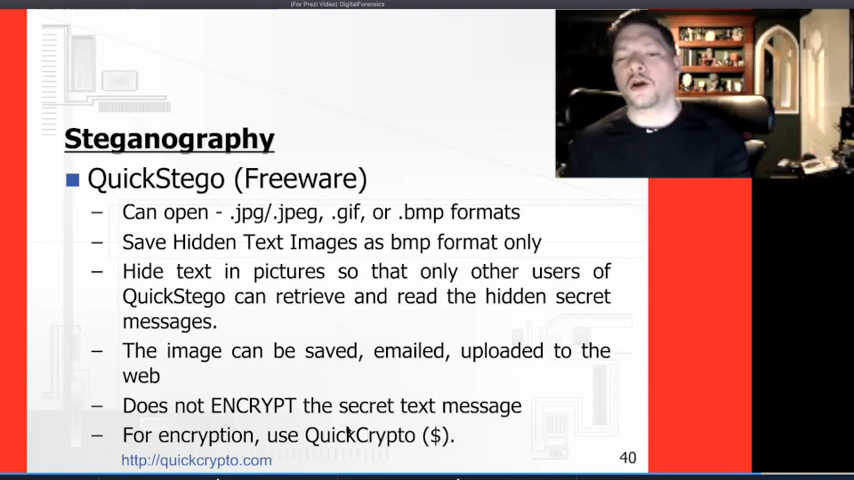 (For Prezi Video) DigitalForensics
Steganography
QuickStego (Freeware)
– Can open - .jpg/.jpeg, .gif, or .bmp formats
– Save Hidden Text Images as bmp format only
– Hide text in pictures so that only other users of
QuickStego can retrieve and read the hidden secret
messages.
– The image can be saved, emailed, uploaded to the
web
– Does not ENCRYPT the secret text message
– For encryption, use QuickCrypto ($).
http://quickcrypto.com
40